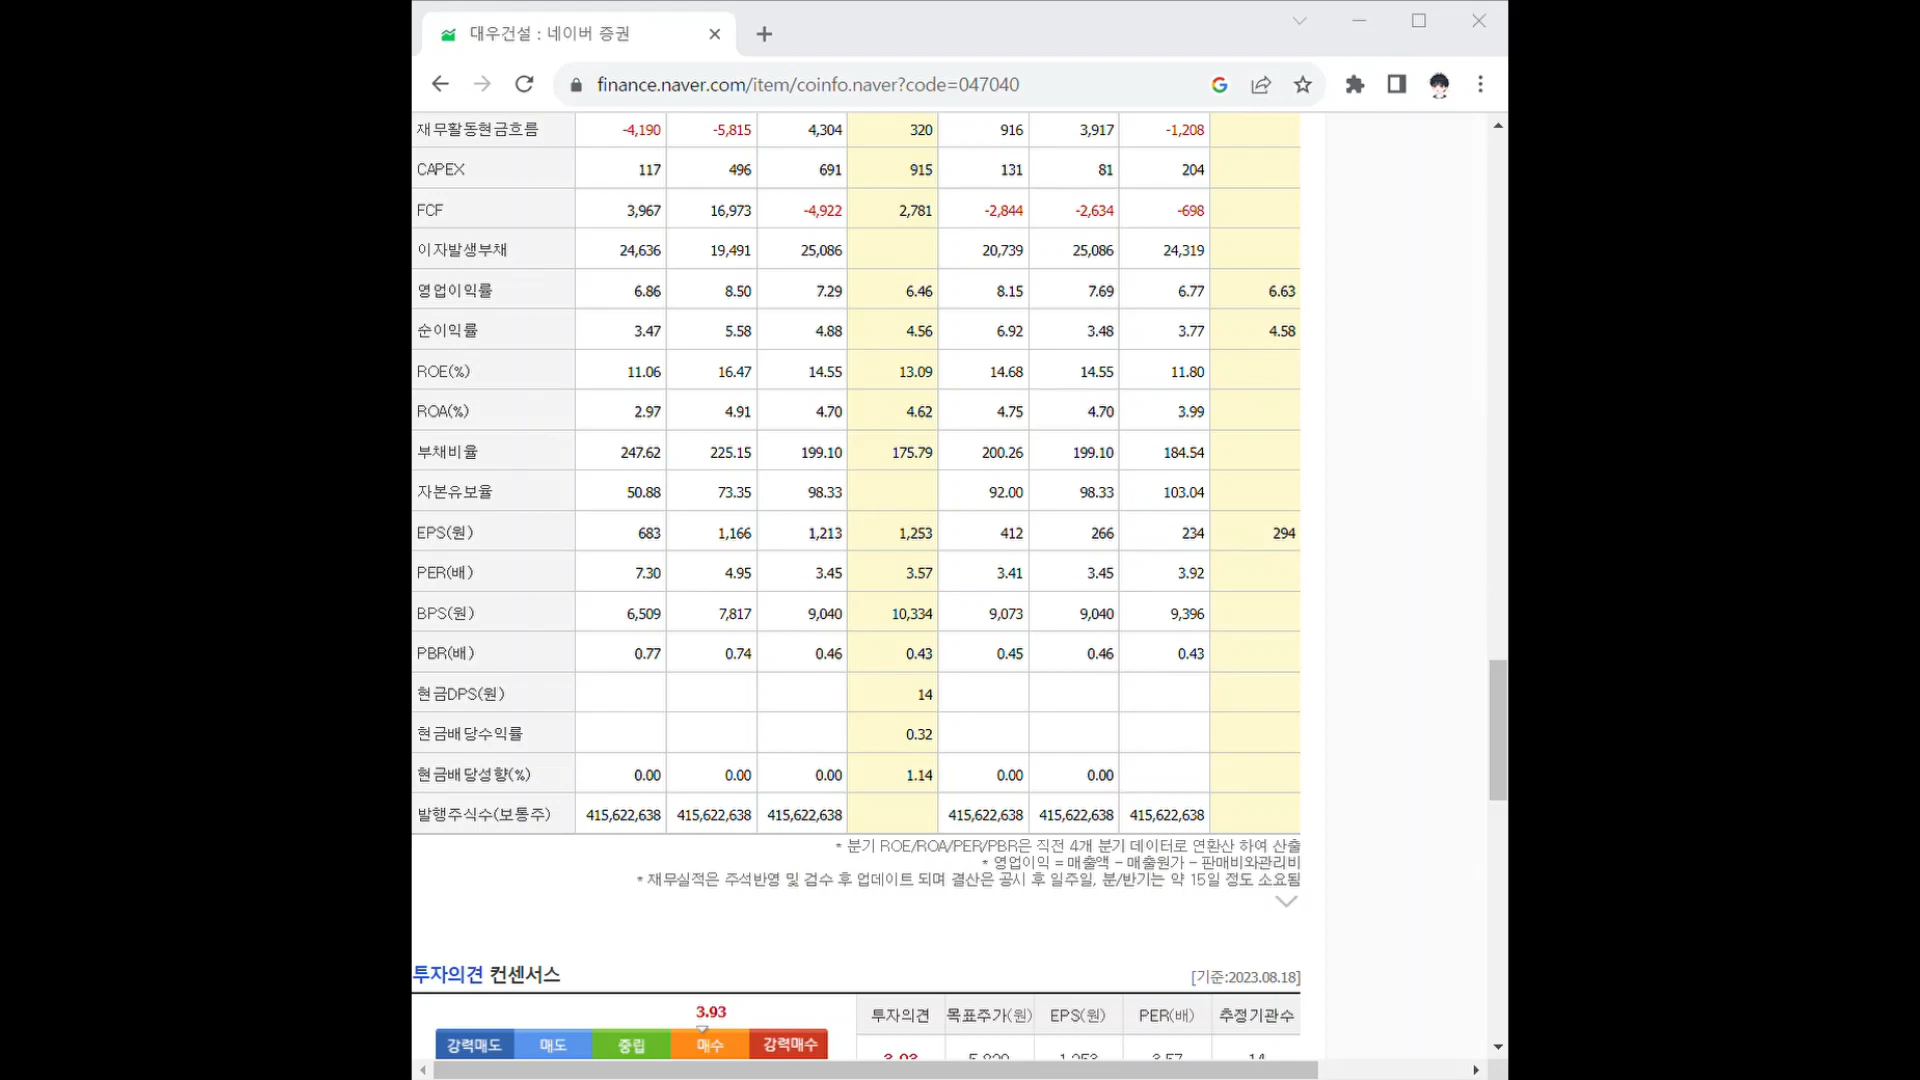 대우건설 : 네이버 증권
finance.naver.com/item/coinfo.naver?code=047040
재무활동현금흐름 -4,190 -5,815 4,304 320 916 3,917 -1,208
CAPEX 117 496 691 915 131 81 204
FCF 3,967 16,973 -4,922 2,781 -2,844 -2,634 -698
이자발생부채 24,636 19,491 25,086 20,739 25,086 24,319
영업이익률 6.86 8.50 7.29 6.46 8.15 7.69 6.77 6.63
순이익률 3.47 5.58 4.88 4.56 6.92 3.48 3.77 4.58
ROE(%) 11.06 16.47 14.55 13.09 14.68 14.55 11.80
ROA(%) 2.97 4.91 4.70 4.62 4.75 4.70 3.99
부채비율 247.62 225.15 199.10 175.79 200.26 199.10 184.54
자본유보율 50.88 73.35 98.33 92.00 98.33 103.04
EPS(원) 683 1,166 1,213 1,253 412 266 234 294
PER(배) 7.30 4.95 3.45 3.57 3.41 3.45 3.92
BPS(원) 6,509 7,817 9,040 10,334 9,073 9,040 9,396
PBR(배) 0.77 0.74 0.46 0.43 0.45 0.46 0.43
현금DPS(원) 14
현금배당수익률 0.32
현금배당성향(%) 0.00 0.00 0.00 1.14 0.00 0.00
발행주식수(보통주) 415,622,638 415,622,638 415,622,638 415,622,638 415,622,638 415,622,638
* 분기 ROE/ROA/PER/PBR은 직전 4개 분기 데이터로 연환산 하여 산출
* 영업이익 = 매출액 - 매출원가 - 판매비와관리비
* 재무실적은 주석반영 및 검수 후 업데이트 되며 결산은 공시 후 일주일, 분/반기는 약 15일 정도 소요됨
투자의견 컨센서스 [기준:2023.08.18]
3.93
강력매도 매도 중립 매수 강력매수
투자의견 목표주가(원) EPS(원) PER(배) 추정기관수